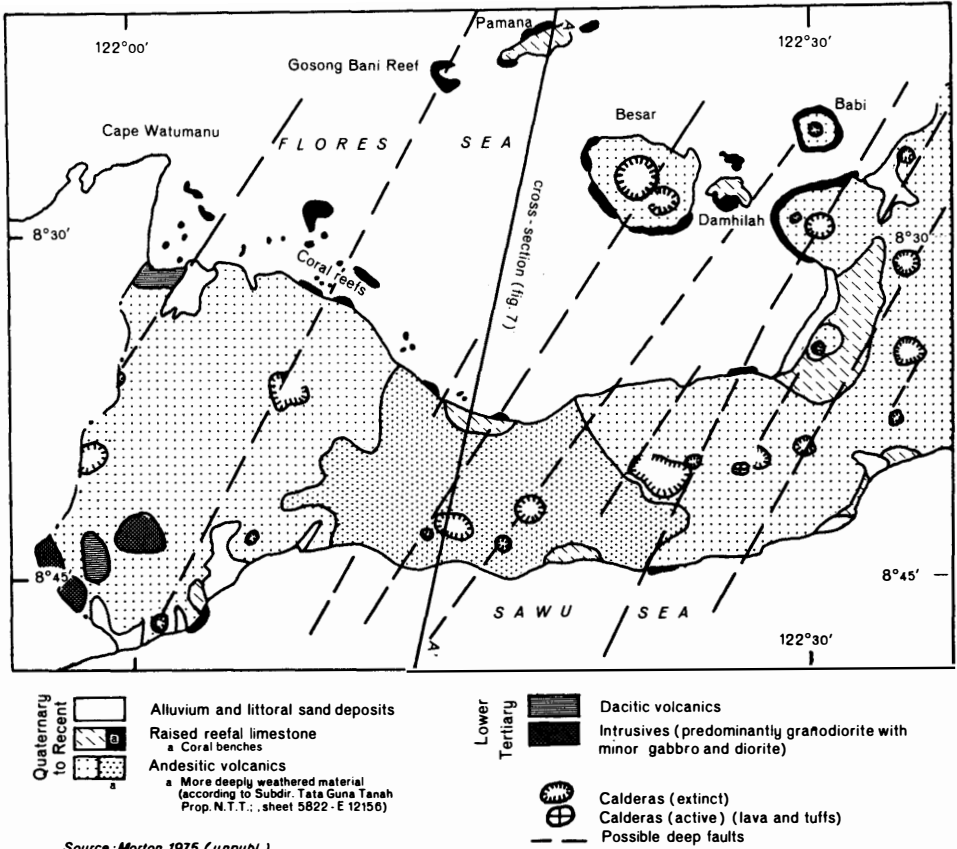 Pamana
A
122°00'
122°30'
Gosong Bani Reef
Babi
Besar
Cape Watumanu
FLORES SEA
Damhilah
8°30'
8°30'
Coral reefs
cross-section (fig.7)
8°45'
8°45'
SAWU SEA
122°30'
A'
Quaternary
to Recent
Alluvium and littoral sand deposits
a
Raised reefal limestone
a Coral benches
Andesitic volcanics
a
a More deeply weathered material
(according to Subdir. Tata Guna Tanah
Prop. N.T.T.; , sheet 5822-E 12156)
Lower
Tertiary
Dacitic volcanics
Intrusives (predominantly granodiorite with
minor gabbro and diorite)
Calderas (extinct)
Calderas (active) (lava and tuffs)
Possible deep faults
Source: Morton 1975 (unpubl.)